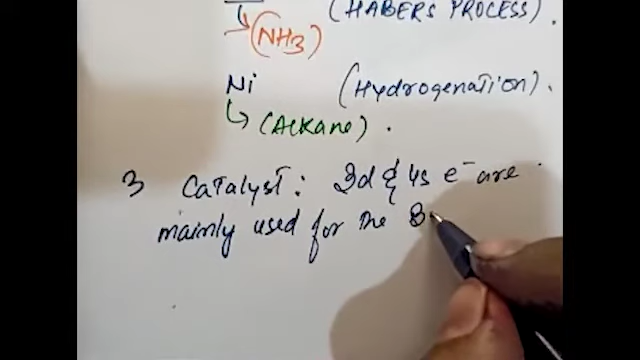 (HABERS PROCESS).
(NH3)
Ni (Hydrogenation).
(Alkane).
3 Catalyst: 3d & 4s e⁻ are
mainly used for the